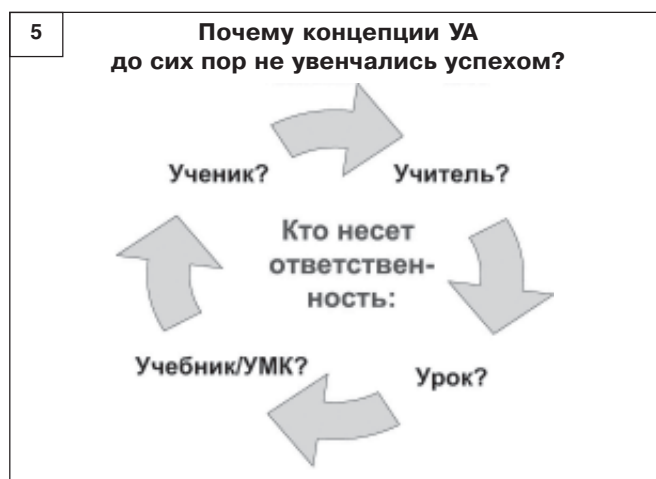 5
Почему концепции УА
до сих пор не увенчались успехом?
Ученик?
Учитель?
Кто несет
ответствен-
ность:
Учебник/УМК?
Урок?